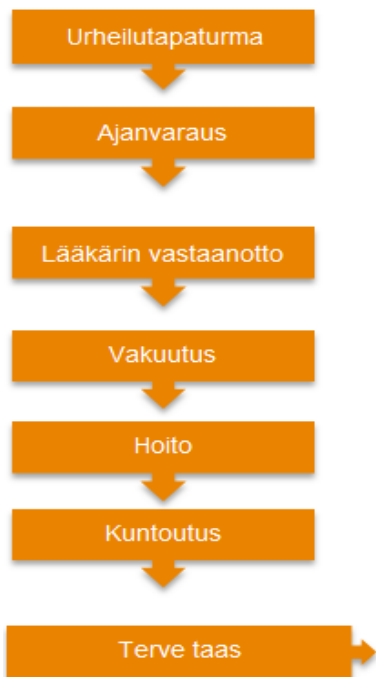 Urheilutapaturma
Ajanvaraus
Lääkärin vastaanotto
Vakuutus
Hoito
Kuntoutus
Terve taas